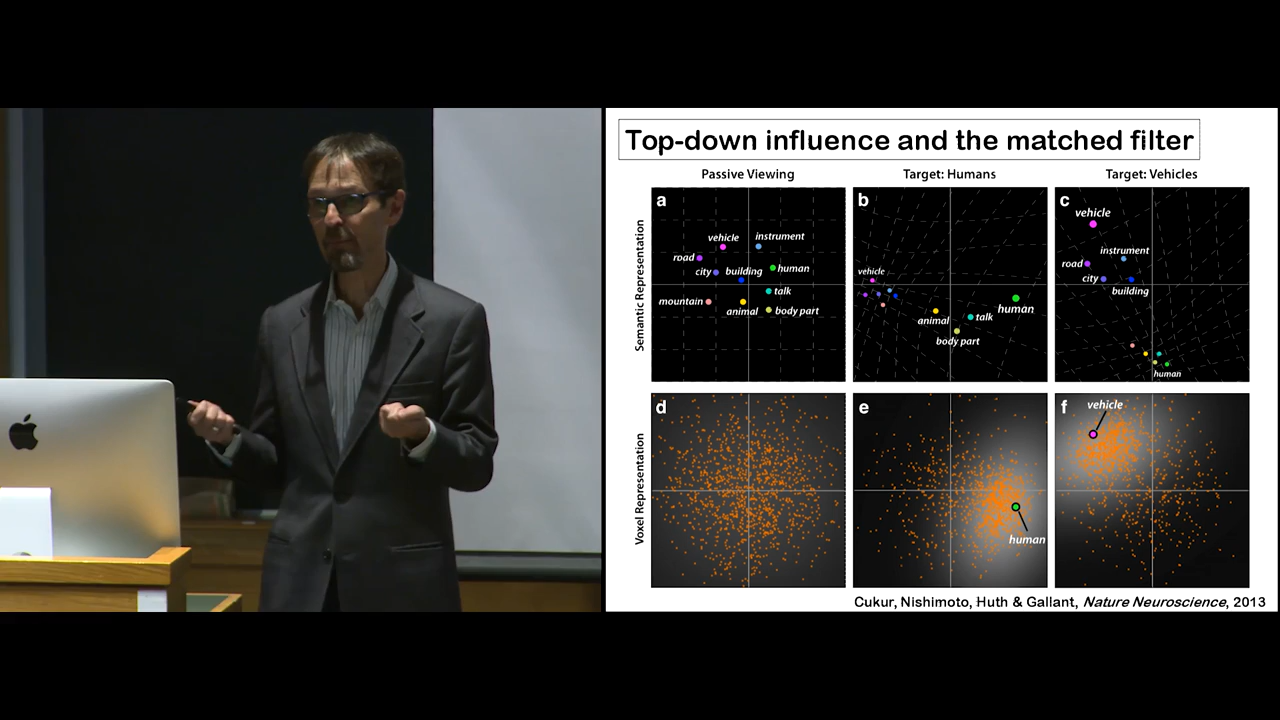 Top-down influence and the matched filter
Passive Viewing
Target: Humans
Target: Vehicles
Semantic Representation
a
vehicle
instrument
road
city
building
human
talk
mountain
animal
body part
b
vehicle
human
animal
talk
body part
c
vehicle
instrument
road
city
building
human
Voxel Representation
d
e
human
f
vehicle
Cukur, Nishimoto, Huth & Gallant, Nature Neuroscience, 2013